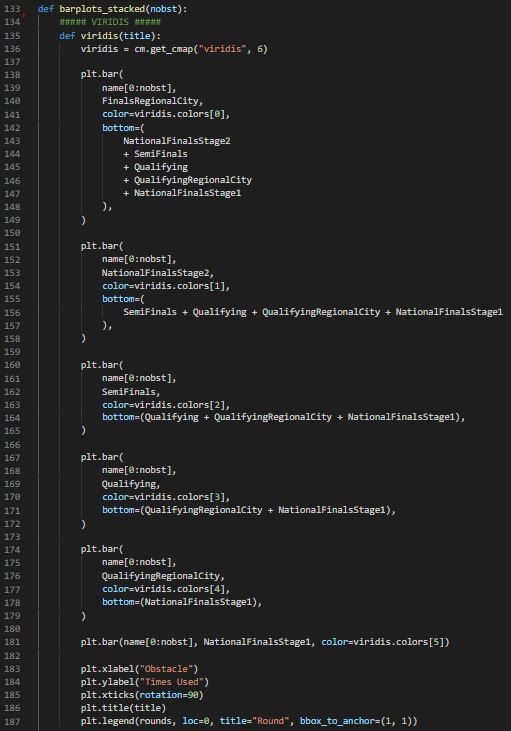 133 def barplots_stacked(nobst):
134     ##### VIRIDIS #####
135     def viridis(title):
136         viridis = cm.get_cmap("viridis", 6)
137
138         plt.bar(
139             name[0:nobst],
140             FinalsRegionalCity,
141             color=viridis.colors[0],
142             bottom=(
143                 NationalFinalsStage2
144                 + SemiFinals
145                 + Qualifying
146                 + QualifyingRegionalCity
147                 + NationalFinalsStage1
148             ),
149         )
150
151         plt.bar(
152             name[0:nobst],
153             NationalFinalsStage2,
154             color=viridis.colors[1],
155             bottom=(
156                 SemiFinals + Qualifying + QualifyingRegionalCity + NationalFinalsStage1
157             ),
158         )
159
160         plt.bar(
161             name[0:nobst],
162             SemiFinals,
163             color=viridis.colors[2],
164             bottom=(Qualifying + QualifyingRegionalCity + NationalFinalsStage1),
165         )
166
167         plt.bar(
168             name[0:nobst],
169             Qualifying,
170             color=viridis.colors[3],
171             bottom=(QualifyingRegionalCity + NationalFinalsStage1),
172         )
173
174         plt.bar(
175             name[0:nobst],
176             QualifyingRegionalCity,
177             color=viridis.colors[4],
178             bottom=(NationalFinalsStage1),
179         )
180
181         plt.bar(name[0:nobst], NationalFinalsStage1, color=viridis.colors[5])
182
183         plt.xlabel("Obstacle")
184         plt.ylabel("Times Used")
185         plt.xticks(rotation=90)
186         plt.title(title)
187         plt.legend(rounds, loc=0, title="Round", bbox_to_anchor=(1, 1))